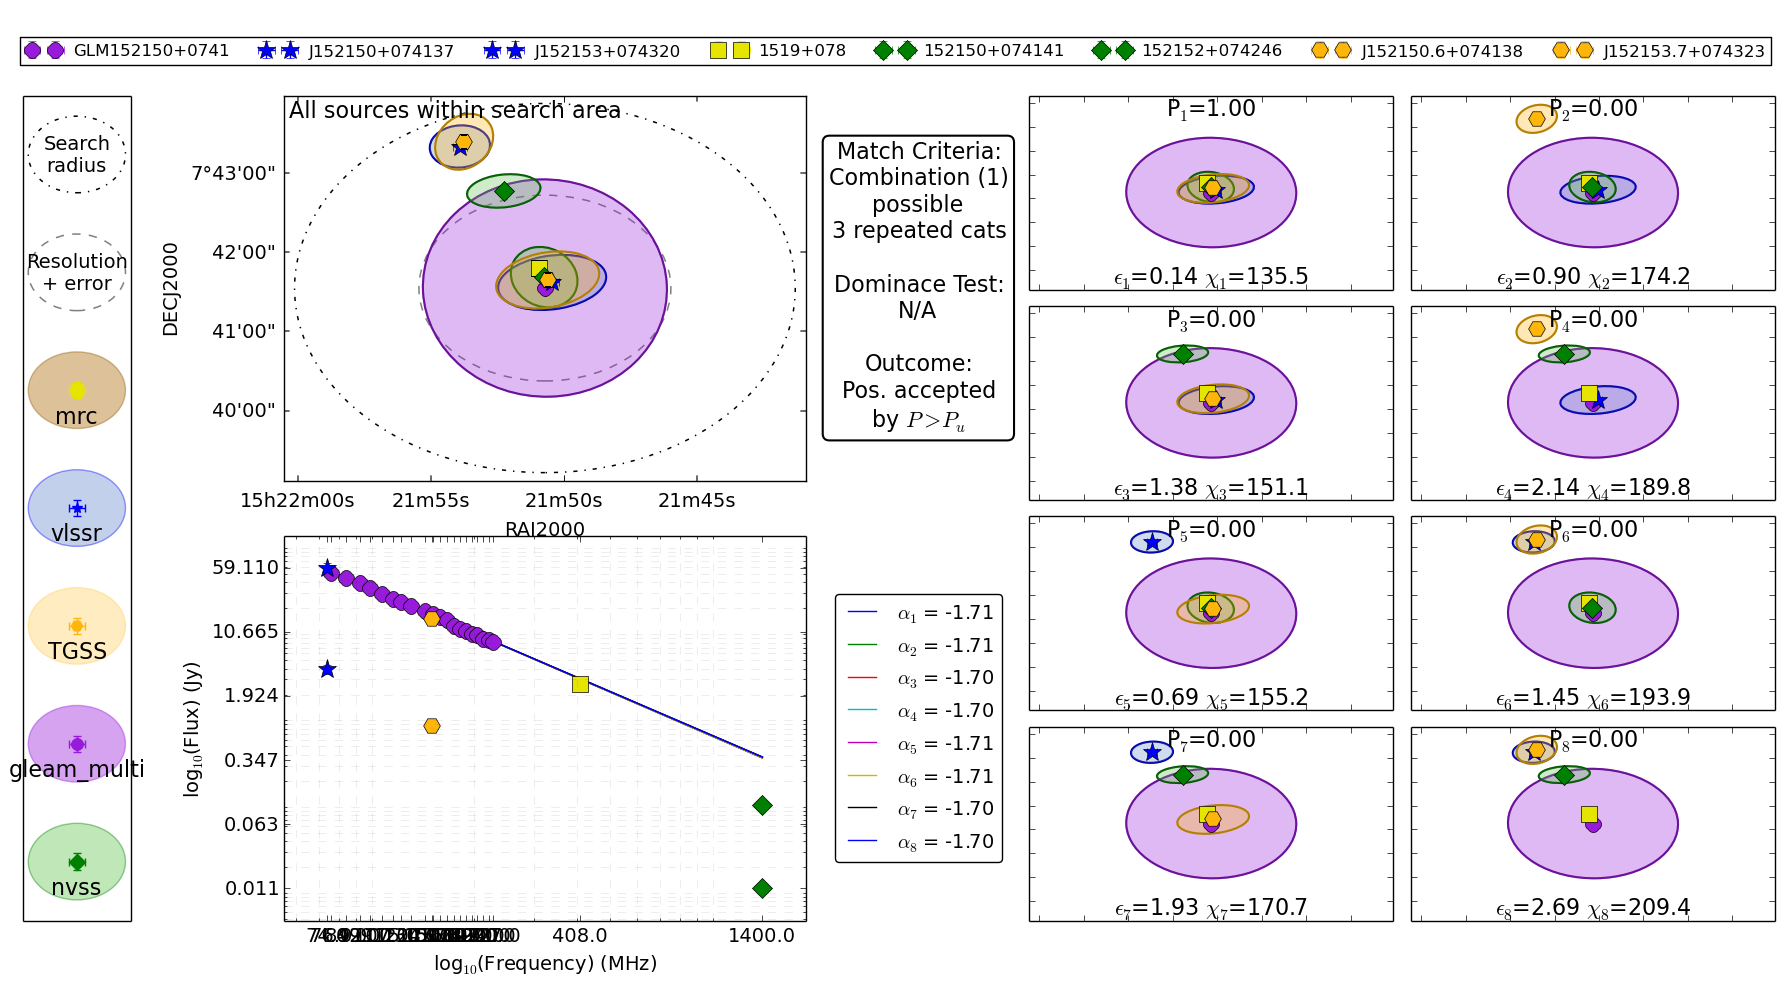 GLM152150+0741 J152150+074137 J152153+074320 1519+078 152150+074141 152152+074246 J152150.6+074138 J152153.7+074323
Search
radius
Resolution
+ error
mrc
vlssr
TGSS
gleam_multi
nvss
All sources within search area
7°43'00"
42'00"
41'00"
40'00"
DECJ2000
15h22m00s 21m55s 21m50s 21m45s
RAJ2000
Match Criteria:
Combination (1)
possible
3 repeated cats
Dominace Test:
N/A
Outcome:
Pos. accepted
by P>Pu
59.110
10.665
1.924
0.347
0.063
0.011
log10(Flux) (Jy)
408.0 1400.0
log10(Frequency) (MHz)
α1 = -1.71
α2 = -1.71
α3 = -1.70
α4 = -1.70
α5 = -1.71
α6 = -1.71
α7 = -1.70
α8 = -1.70
P1=1.00
ϵ1=0.14 χ1=135.5
P2=0.00
ϵ2=0.90 χ2=174.2
P3=0.00
ϵ3=1.38 χ3=151.1
P4=0.00
ϵ4=2.14 χ4=189.8
P5=0.00
ϵ5=0.69 χ5=155.2
P6=0.00
ϵ6=1.45 χ6=193.9
P7=0.00
ϵ7=1.93 χ7=170.7
P8=0.00
ϵ8=2.69 χ8=209.4